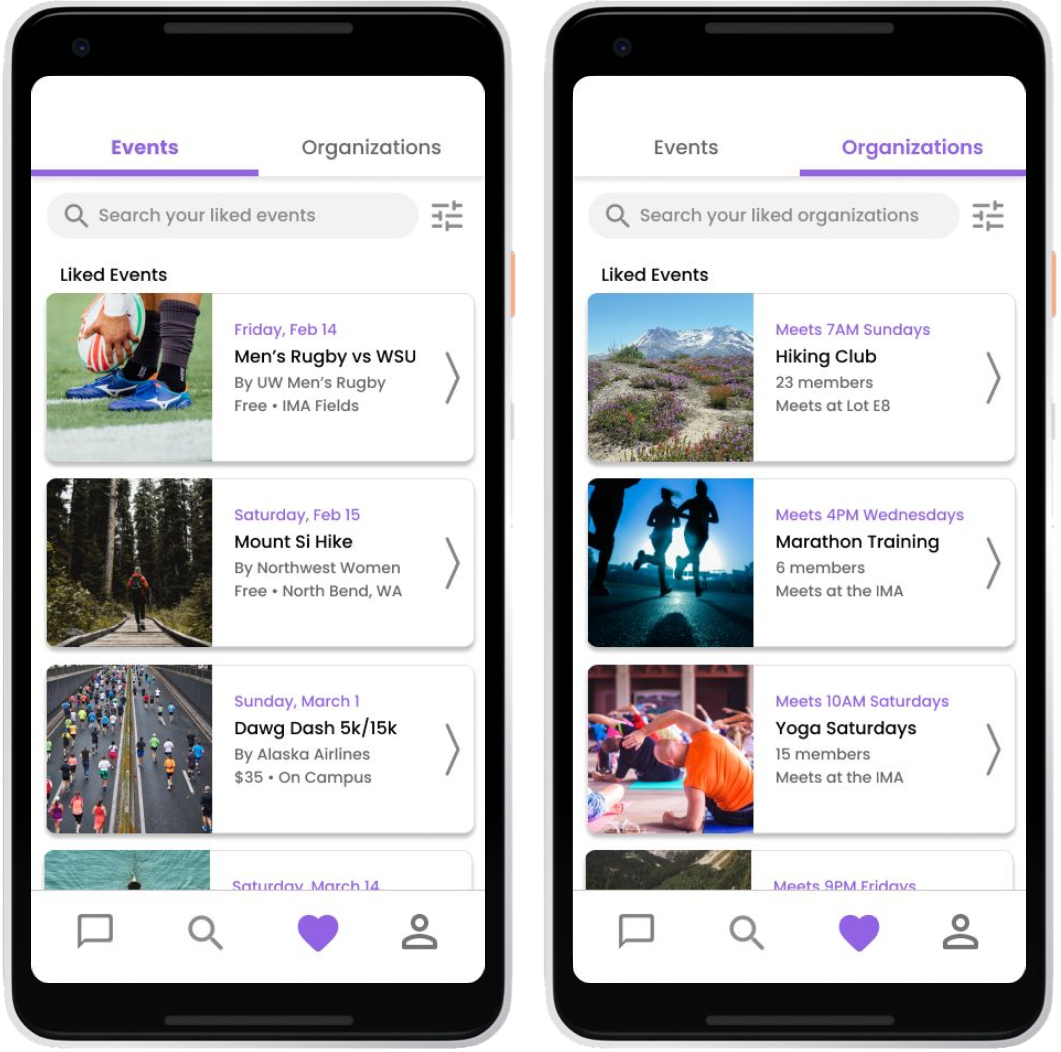 Events
Organizations
Search your liked events
Liked Events
Friday, Feb 14
Men's Rugby vs WSU
By UW Men's Rugby
Free • IMA Fields
Saturday, Feb 15
Mount Si Hike
By Northwest Women
Free • North Bend, WA
Sunday, March 1
Dawg Dash 5k/15k
By Alaska Airlines
$35 • On Campus
Saturday, March 14
Events
Organizations
Search your liked organizations
Liked Events
Meets 7AM Sundays
Hiking Club
23 members
Meets at Lot E8
Meets 4PM Wednesdays
Marathon Training
6 members
Meets at the IMA
Meets 10AM Saturdays
Yoga Saturdays
15 members
Meets at the IMA
Meets 9PM Fridays